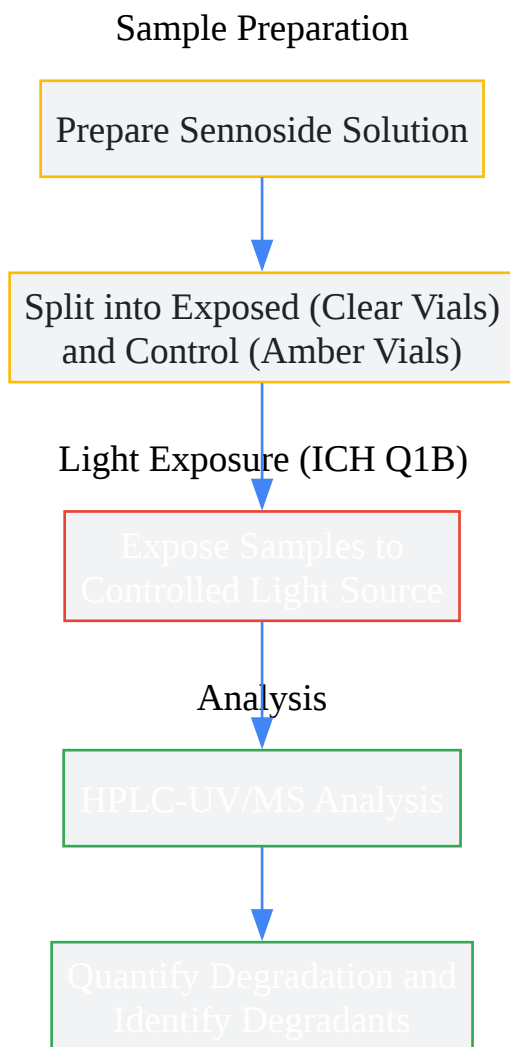 Sample Preparation
Prepare Sennoside Solution
Split into Exposed (Clear Vials)
and Control (Amber Vials)
Light Exposure (ICH Q1B)
Expose Samples to
Controlled Light Source
Analysis
HPLC-UV/MS Analysis
Quantify Degradation and
Identify Degradants